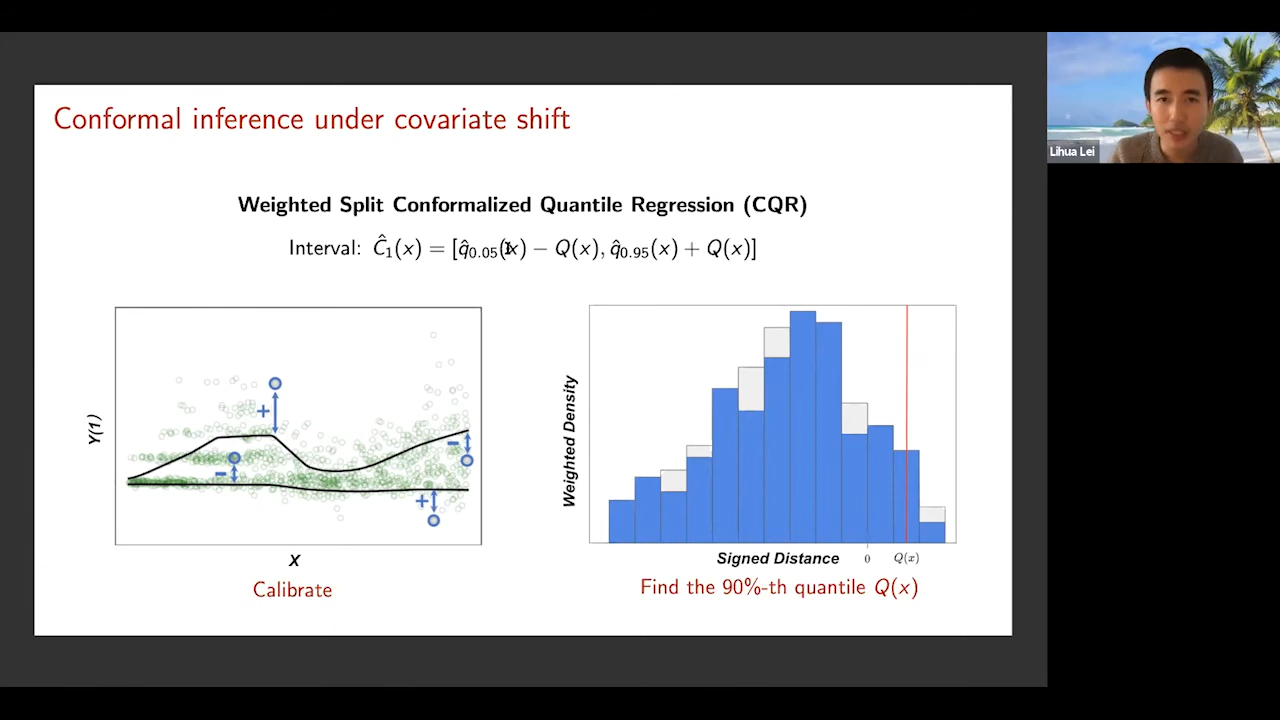 Conformal inference under covariate shift
Lihua Lei
Weighted Split Conformalized Quantile Regression (CQR)
Interval: Ĉ₁(x) = [q̂₀.₀₅(x) − Q(x), q̂₀.₉₅(x) + Q(x)]
Y(1)
+
−
−
+
X
Calibrate
Weighted Density
Signed Distance
0
Q(x)
Find the 90%-th quantile Q(x)